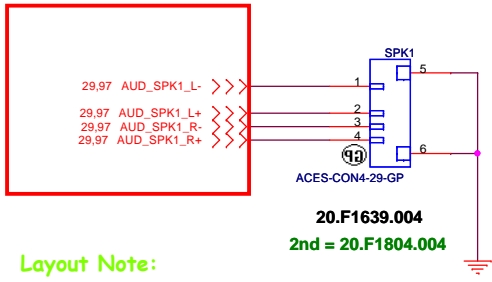 SPK1
5
29,97 AUD_SPK1_L- 1
29,97 AUD_SPK1_L+ 2
29,97 AUD_SPK1_R- 3
29,97 AUD_SPK1_R+ 4
6
GP
ACES-CON4-29-GP
20.F1639.004
2nd = 20.F1804.004
Layout Note: